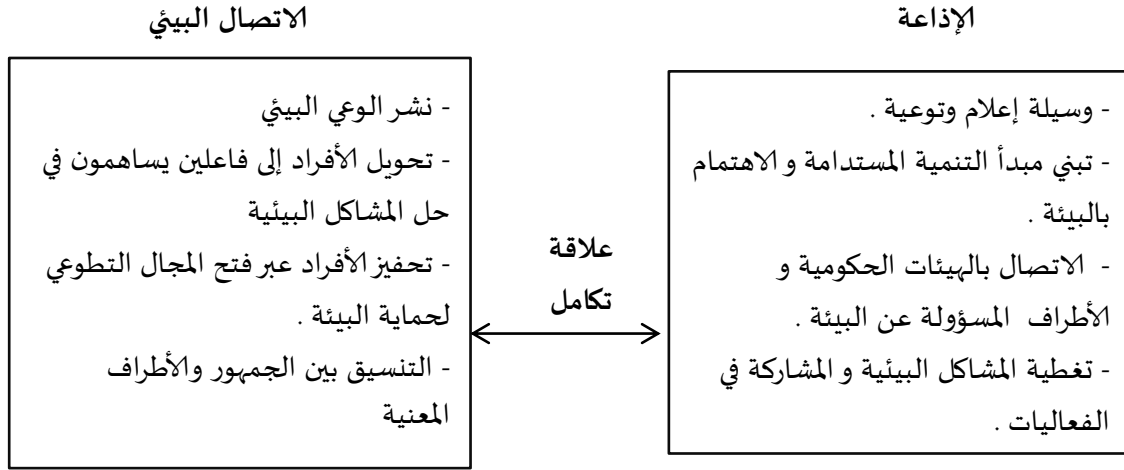 الإذاعة
- وسيلة إعلام وتوعية .
- تبني مبدأ التنمية المستدامة و الاهتمام
بالبيئة .
- الاتصال بالهيئات الحكومية و
الأطراف المسؤولة عن البيئة .
- تغطية المشاكل البيئية و المشاركة في
الفعاليات .
علاقة
تكامل
الاتصال البيئي
- نشر الوعي البيئي
- تحويل الأفراد إلى فاعلين يساهمون في
حل المشاكل البيئية
- تحفيز الأفراد عبر فتح المجال التطوعي
لحماية البيئة .
- التنسيق بين الجمهور والأطراف
المعنية